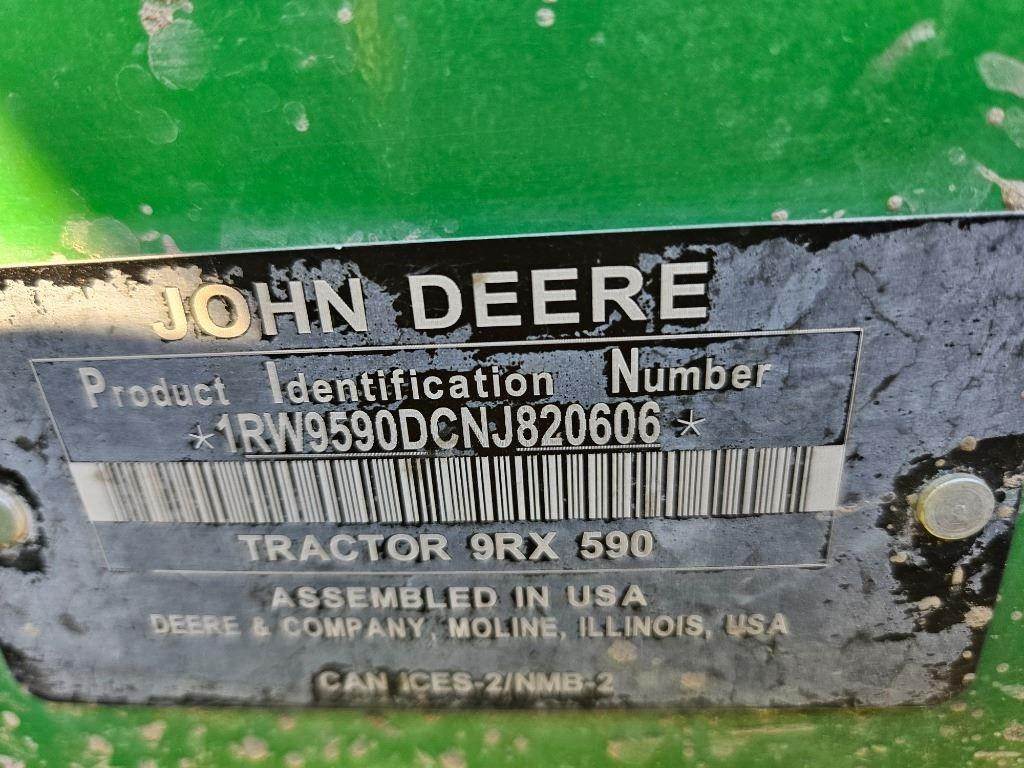 JOHN DEERE
Product Identification Number
*1RW9590DCNJ820606*
TRACTOR 9RX 590
ASSEMBLED IN USA
DEERE & COMPANY, MOLINE, ILLINOIS, USA
CAN ICES-2/NMB-2